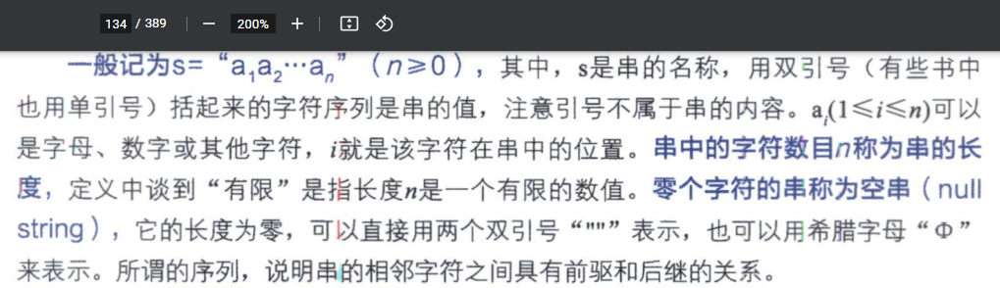 134 / 389 200%
一般记为s= “a₁a₂…aₙ”（n≥0），其中，s是串的名称，用双引号（有些书中
也用单引号）括起来的字符序列是串的值，注意引号不属于串的内容。aᵢ(1≤i≤n)可以
是字母、数字或其他字符，i就是该字符在串中的位置。串中的字符数目n称为串的长
度，定义中谈到“有限”是指长度n是一个有限的数值。零个字符的串称为空串（null
string），它的长度为零，可以直接用两个双引号“""”表示，也可以用希腊字母“Φ”
来表示。所谓的序列，说明串的相邻字符之间具有前驱和后继的关系。